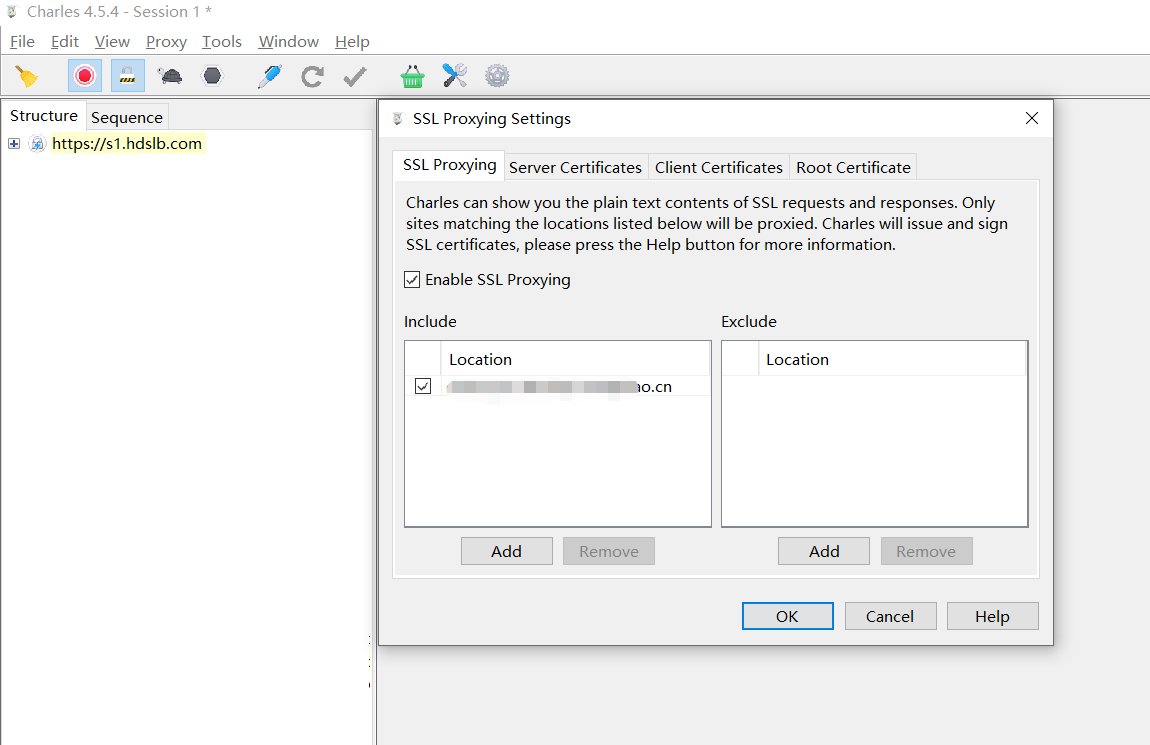 Charles 4.5.4 - Session 1 *
File Edit View Proxy Tools Window Help
Structure Sequence
https://s1.hdslb.com
SSL Proxying Settings
SSL Proxying Server Certificates Client Certificates Root Certificate
Charles can show you the plain text contents of SSL requests and responses. Only
sites matching the locations listed below will be proxied. Charles will issue and sign
SSL certificates, please press the Help button for more information.
Enable SSL Proxying
Include Exclude
Location Location
ao.cn
Add Remove Add Remove
OK Cancel Help